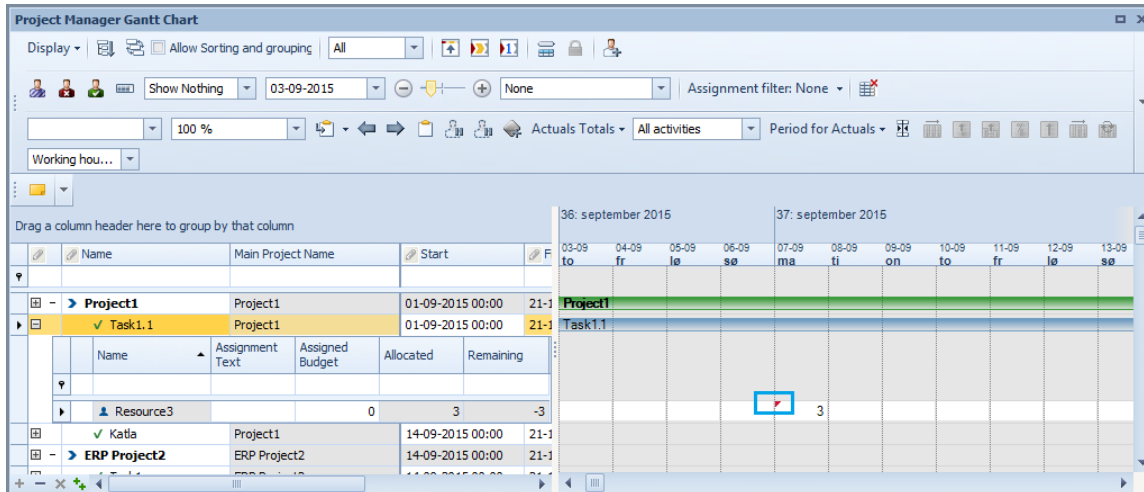 Project Manager Gantt Chart
Display Allow Sorting and grouping All
Show Nothing 03-09-2015 None Assignment filter: None
100 % Actuals Totals All activities Period for Actuals
Working hou...
Drag a column header here to group by that column
36: september 2015 37: september 2015
Name Main Project Name Start F
03-09 04-09 05-09 06-09 07-09 08-09 09-09 10-09 11-09 12-09 13-09
to fr lø sø ma ti on to fr lø sø
Project1 Project1 01-09-2015 00:00 21-1 Project1
Task1.1 Project1 01-09-2015 00:00 21-1 Task1.1
Name Assignment Text Assigned Budget Allocated Remaining
Resource3 0 3 -3 3
Katla Project1 14-09-2015 00:00 21-1
ERP Project2 ERP Project2 14-09-2015 00:00 21-1